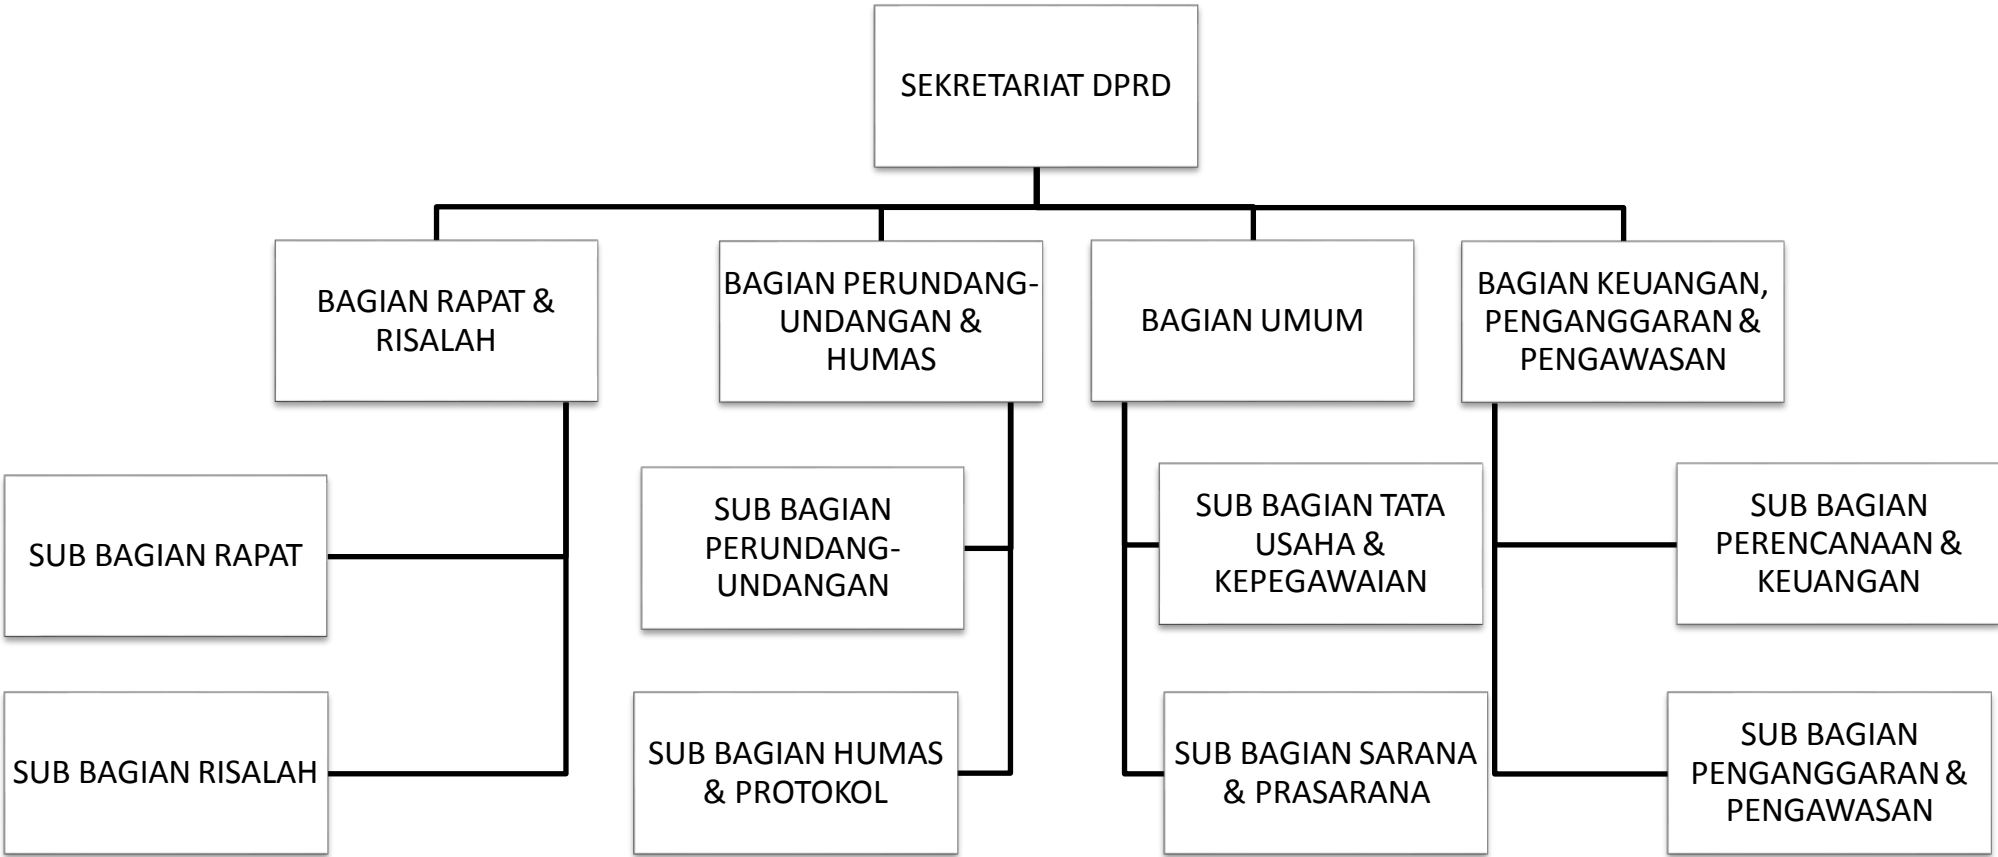 SEKRETARIAT DPRD
BAGIAN RAPAT &
RISALAH
BAGIAN PERUNDANG-
UNDANGAN &
HUMAS
BAGIAN UMUM
BAGIAN KEUANGAN,
PENGANGGARAN &
PENGAWASAN
SUB BAGIAN RAPAT
SUB BAGIAN
PERUNDANG-
UNDANGAN
SUB BAGIAN TATA
USAHA &
KEPEGAWAIAN
SUB BAGIAN
PERENCANAAN &
KEUANGAN
SUB BAGIAN RISALAH
SUB BAGIAN HUMAS
& PROTOKOL
SUB BAGIAN SARANA
& PRASARANA
SUB BAGIAN
PENGANGGARAN &
PENGAWASAN